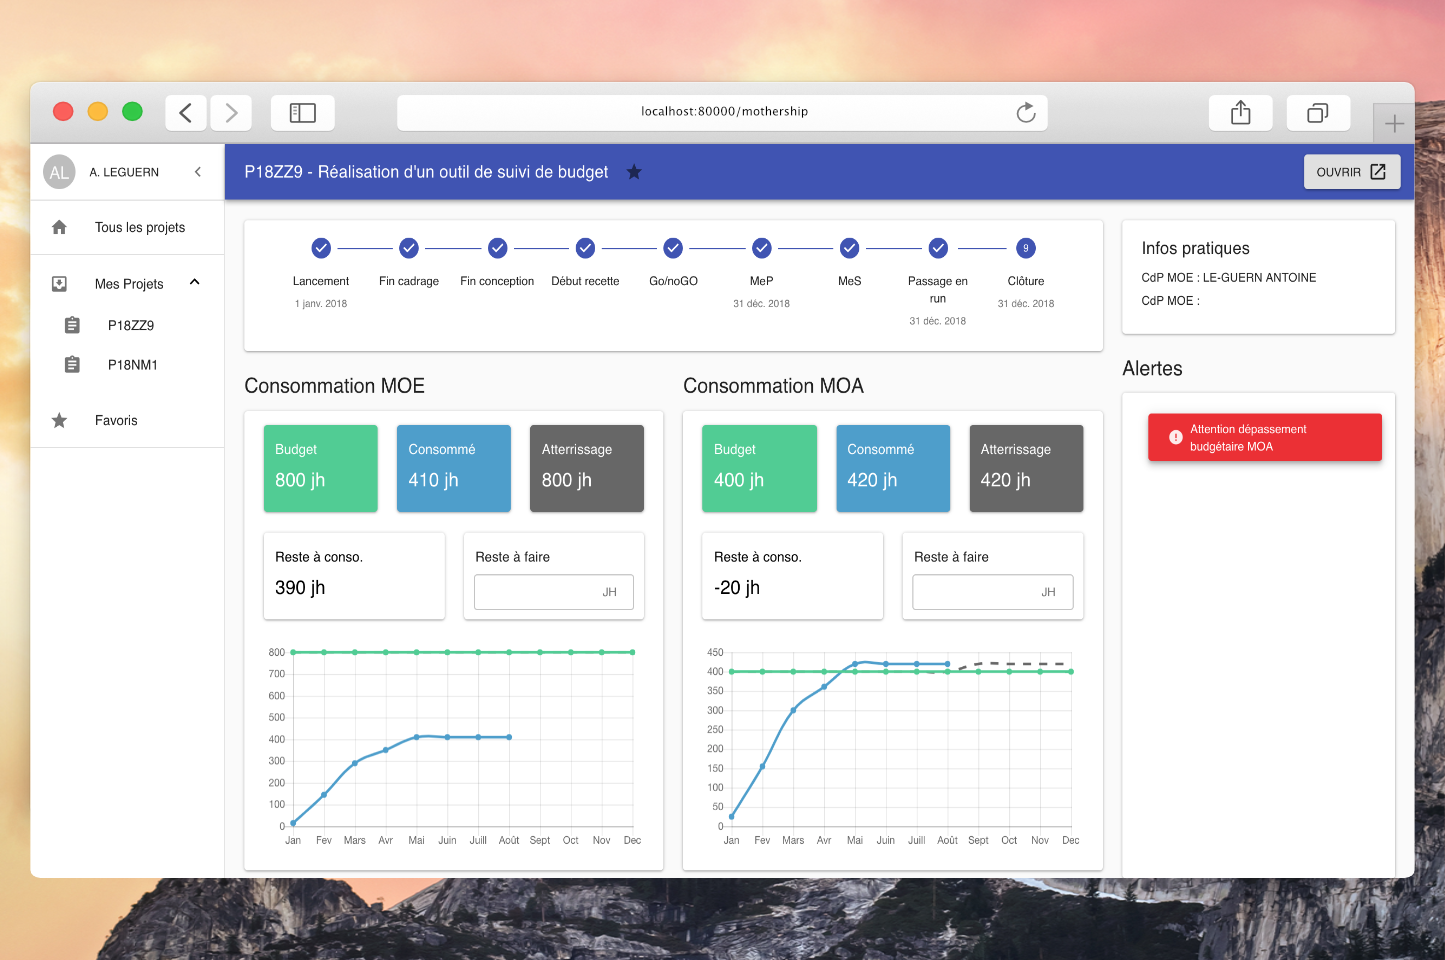 localhost:80000/mothership
AL
A. LEGUERN
P18ZZ9 - Réalisation d'un outil de suivi de budget
OUVRIR
Tous les projets
Mes Projets
P18ZZ9
P18NM1
Favoris
9
Lancement
1 janv. 2018
Fin cadrage
Fin conception
Début recette
Go/noGO
MeP
31 déc. 2018
MeS
Passage en
run
31 déc. 2018
Clôture
31 déc. 2018
Infos pratiques
CdP MOE : LE-GUERN ANTOINE
CdP MOE :
Alertes
Attention dépassement
budgétaire MOA
Consommation MOE
Budget
800 jh
Consommé
410 jh
Atterrissage
800 jh
Reste à conso.
390 jh
Reste à faire
JH
800
700
600
500
400
300
200
100
0
Jan Fev Mars Avr Mai Juin Juill Août Sept Oct Nov Dec
Consommation MOA
Budget
400 jh
Consommé
420 jh
Atterrissage
420 jh
Reste à conso.
-20 jh
Reste à faire
JH
450
400
350
300
250
200
150
100
50
0
Jan Fev Mars Avr Mai Juin Juill Août Sept Oct Nov Dec